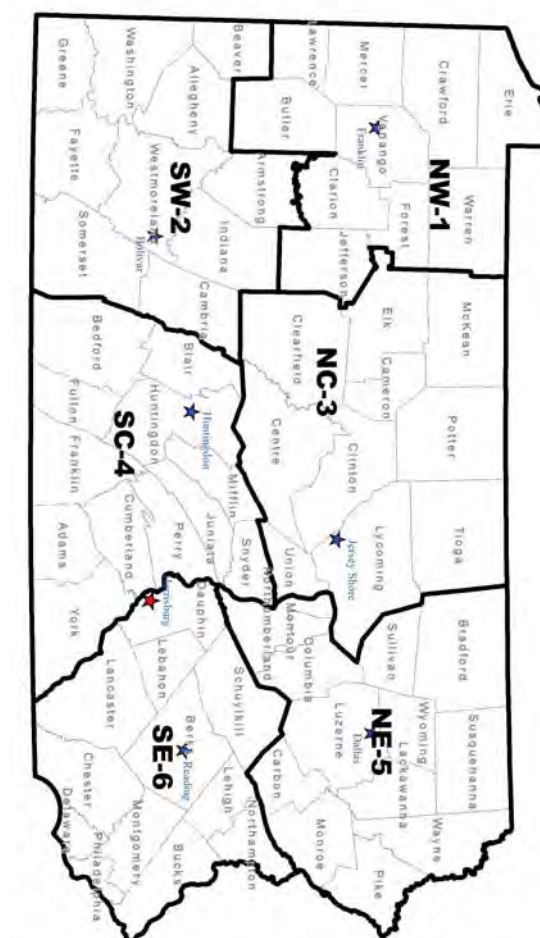 Erie
Crawford
Warren
Mercer
Vanango
Franklin
Forest
NW-1
Lawrence
Butler
Clarion
Jefferson
McKean
Potter
Tioga
Elk
Cameron
NC-3
Clinton
Lycoming
Jersey Shore
Clearfield
Centre
Union
Bradford
Susquehanna
Sullivan
Wyoming
Wayne
Lackawanna
NE-5
Dallas
Luzerne
Pike
Columbia
Montour
Northumberland
Carbon
Monroe
Beaver
Armstrong
Indiana
Allegheny
SW-2
Cambria
Westmorelan
Bolivar
Washington
Greene
Fayette
Somerset
Blair
Huntingdon
Huntingdon
Mifflin
Snyder
Juniata
Perry
SC-4
Cumberland
Bedford
Fulton
Franklin
Adams
York
Dauphin
Schuylkill
Lebanon
Berk
Reading
Lehigh
Northampton
SE-6
Lancaster
Chester
Delaware
Montgomery
Bucks
Philadelphia